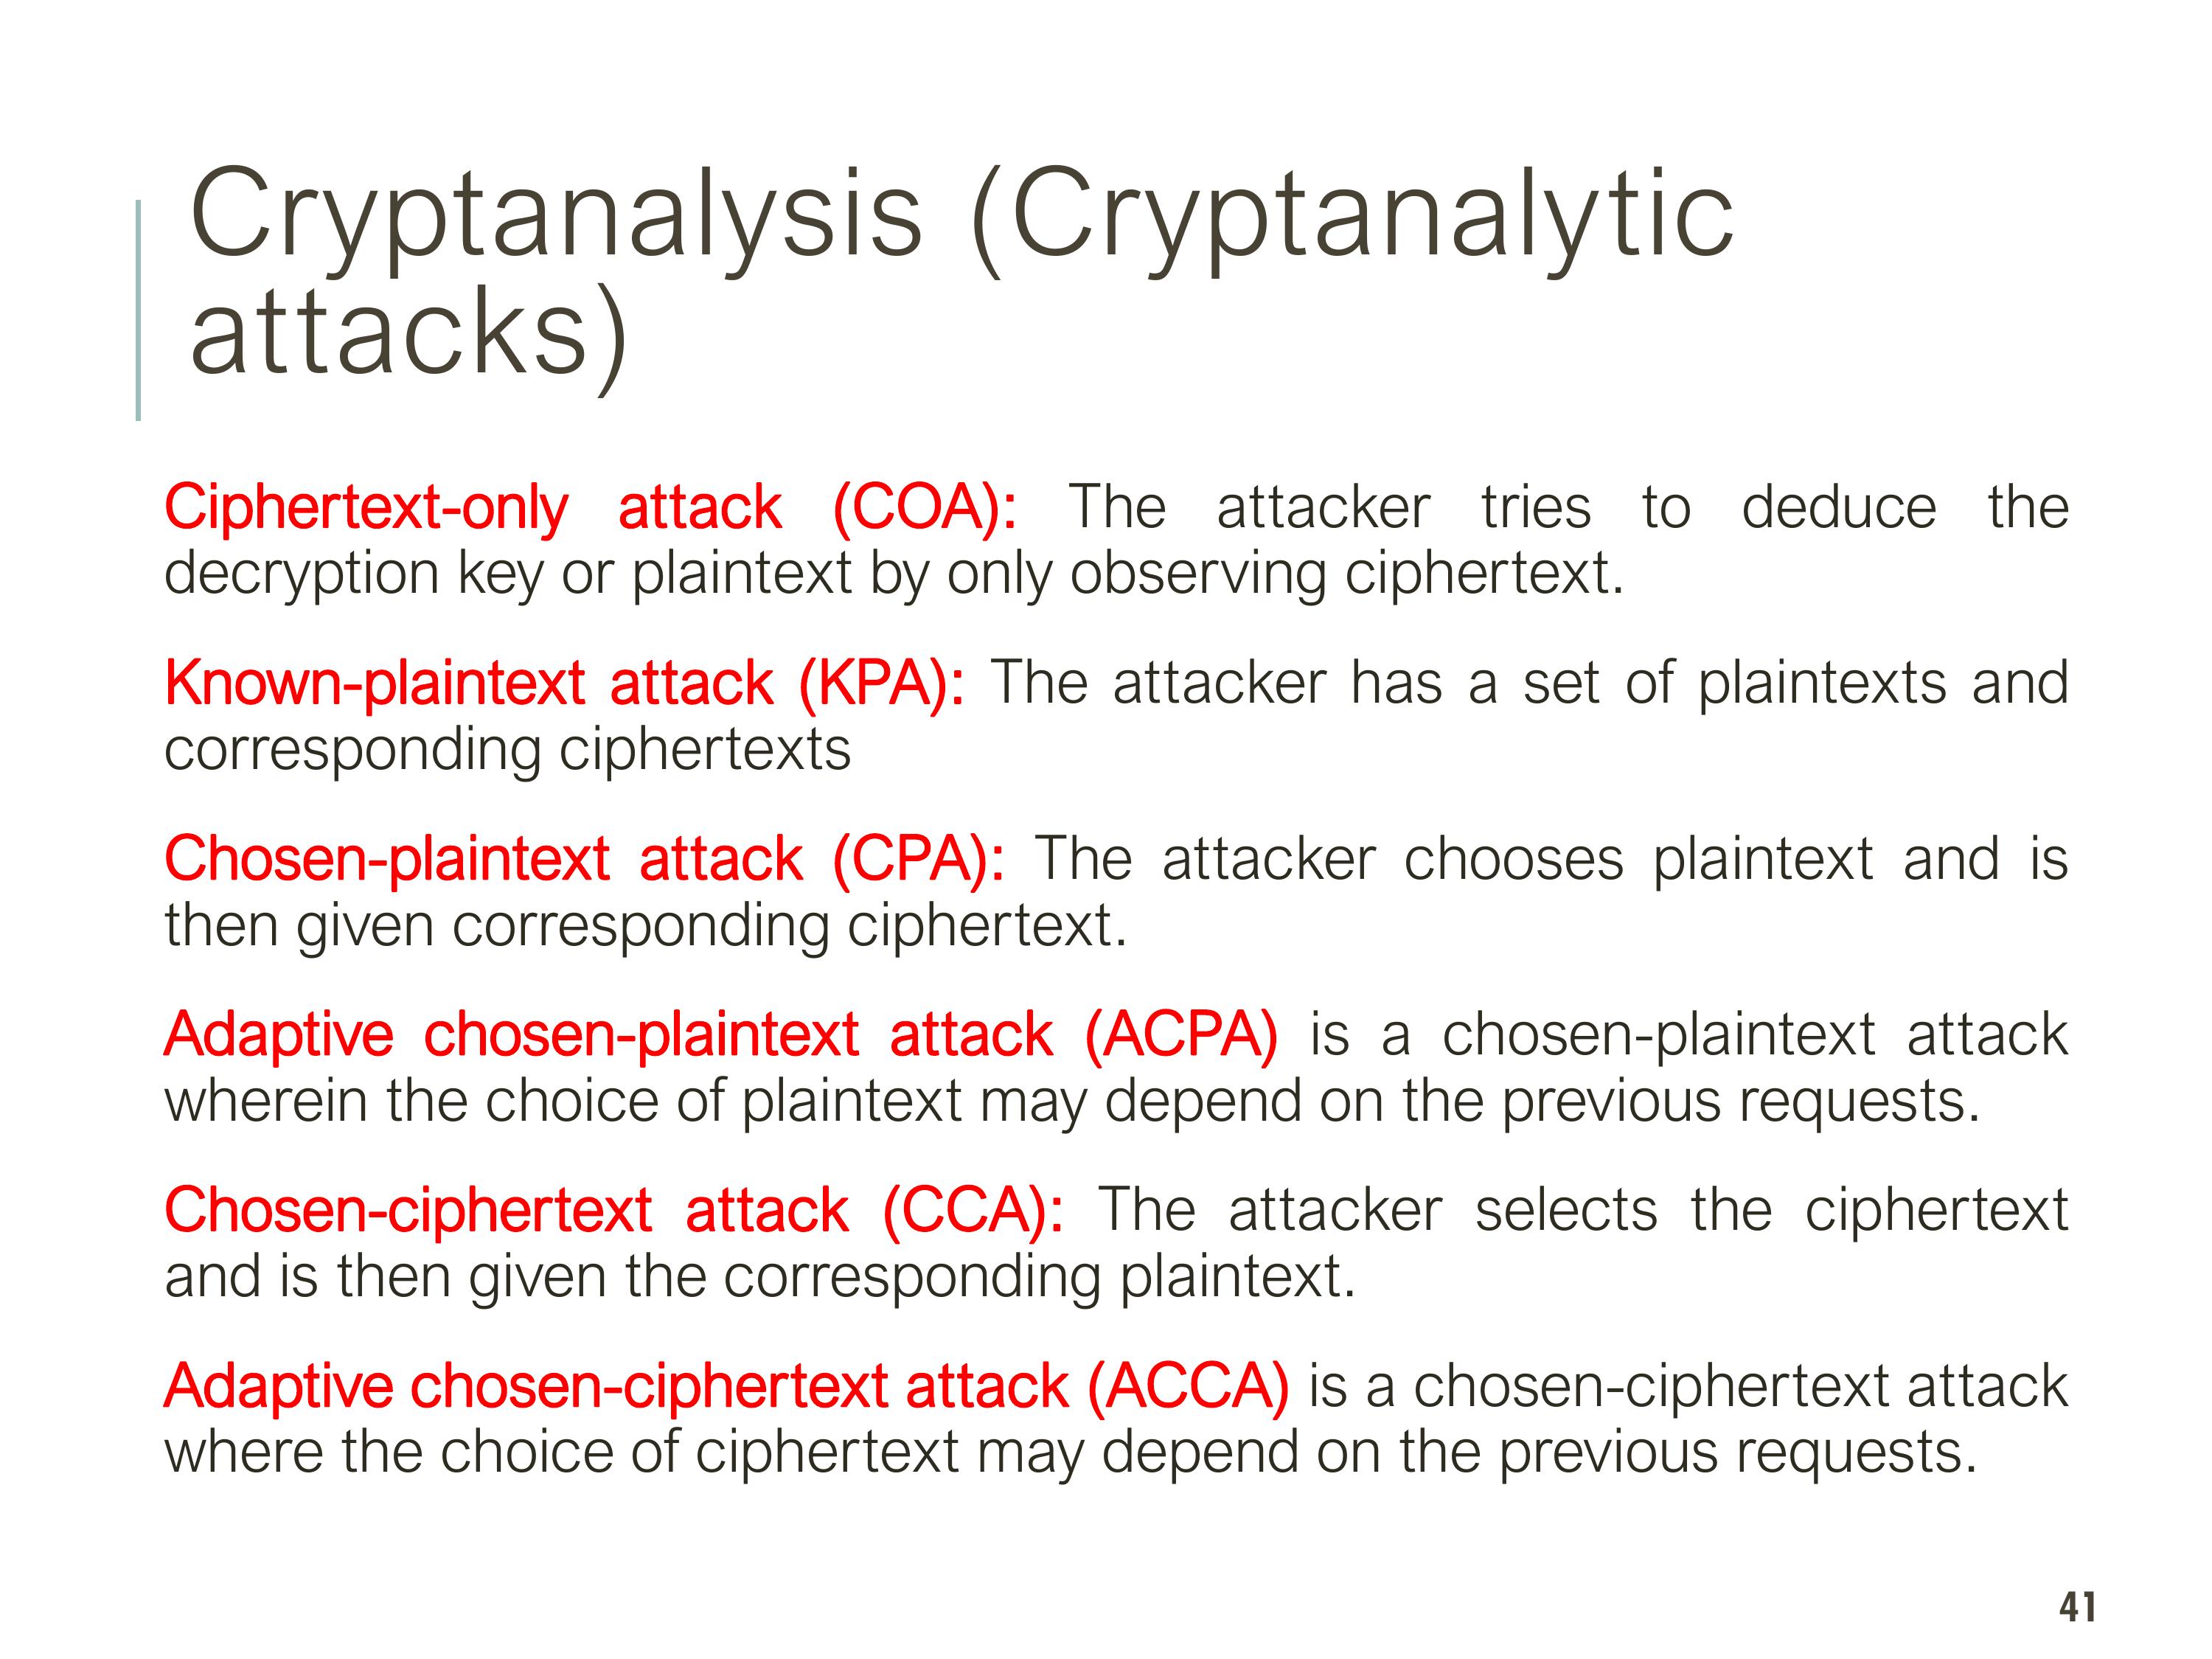 Cryptanalysis (Cryptanalytic
attacks)
Ciphertext-only attack (COA): The attacker tries to deduce the
decryption key or plaintext by only observing ciphertext.
Known-plaintext attack (KPA): The attacker has a set of plaintexts and
corresponding ciphertexts
Chosen-plaintext attack (CPA): The attacker chooses plaintext and is
then given corresponding ciphertext.
Adaptive chosen-plaintext attack (ACPA) is a chosen-plaintext attack
wherein the choice of plaintext may depend on the previous requests.
Chosen-ciphertext attack (CCA): The attacker selects the ciphertext
and is then given the corresponding plaintext.
Adaptive chosen-ciphertext attack (ACCA) is a chosen-ciphertext attack
where the choice of ciphertext may depend on the previous requests.
41